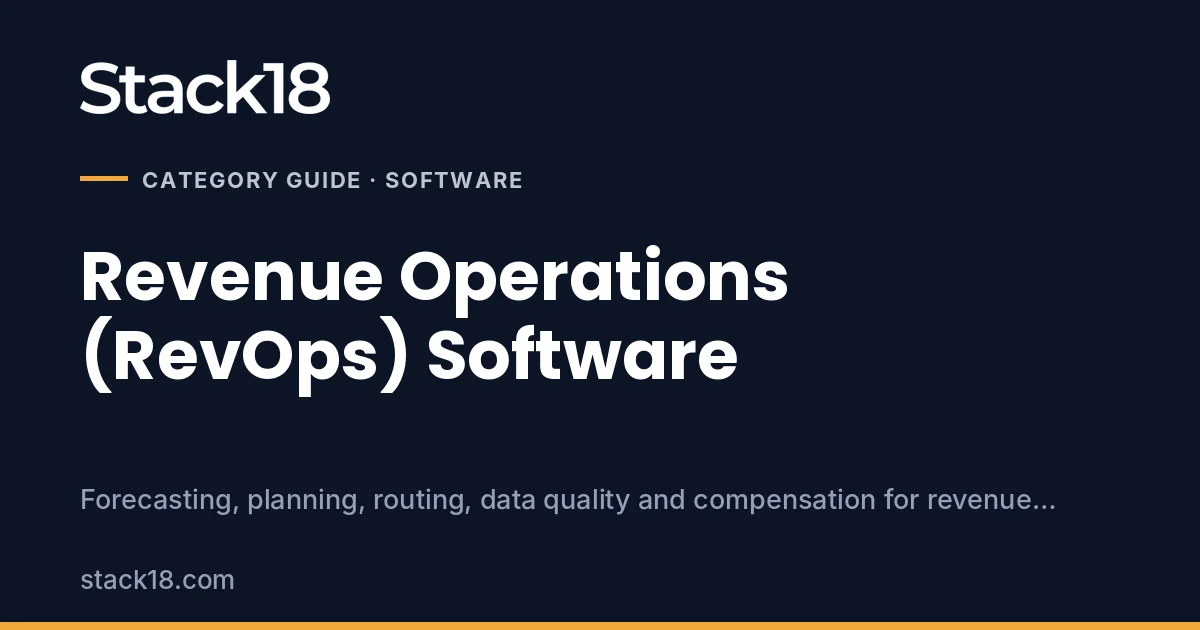 Stack18
CATEGORY GUIDE · SOFTWARE
Revenue Operations
(RevOps) Software
Forecasting, planning, routing, data quality and compensation for revenue...
stack18.com